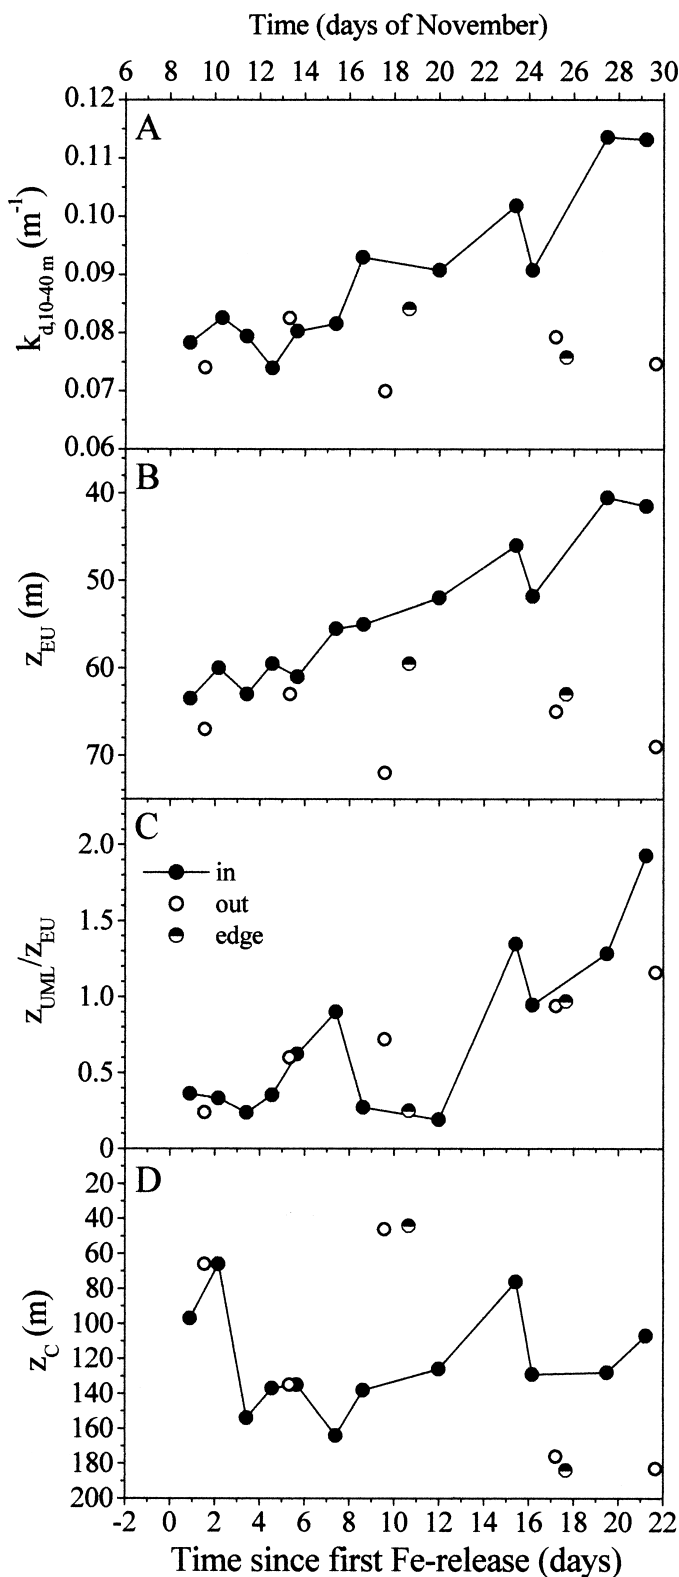 Time (days of November)
6 8 10 12 14 16 18 20 22 24 26 28 30
A
0.12
0.11
0.10
0.09
0.08
0.07
0.06
k d,10-40 m (m-1)
B
40
50
60
70
zEU (m)
C
2.0
1.5
1.0
0.5
0
zUML/zEU
in
out
edge
D
20
40
60
80
100
120
140
160
180
200
zC (m)
-2 0 2 4 6 8 10 12 14 16 18 20 22
Time since first Fe-release (days)